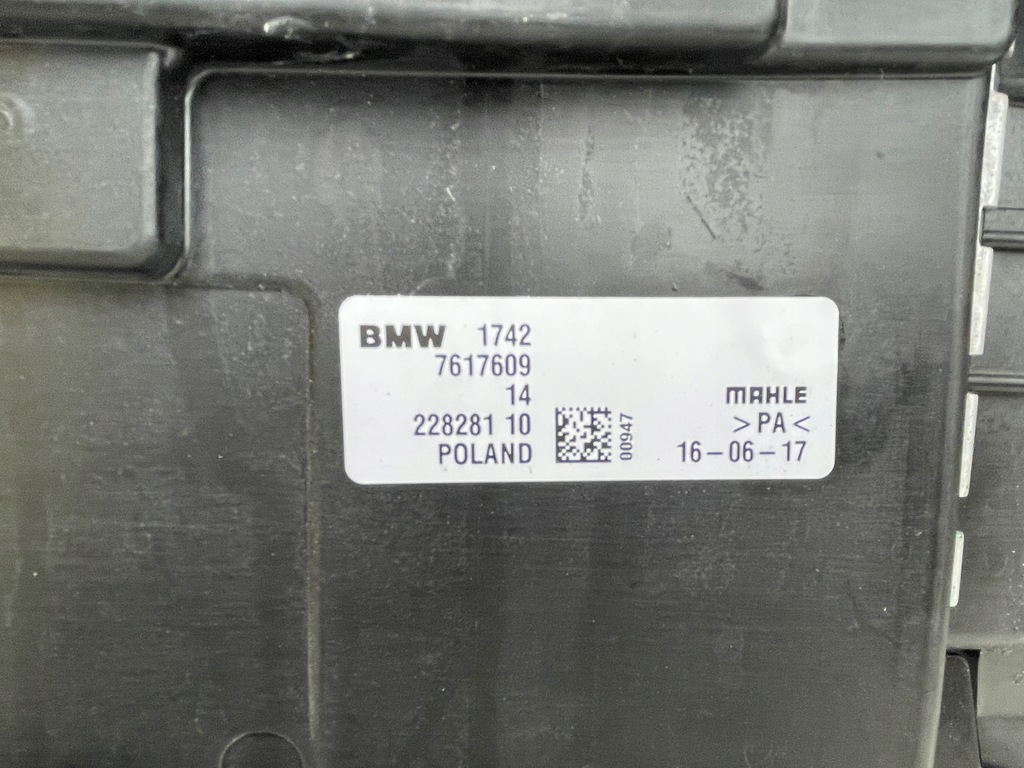 BMW 1742
7617609
14
228281 10
POLAND
00947
MAHLE
>PA<
16-06-17